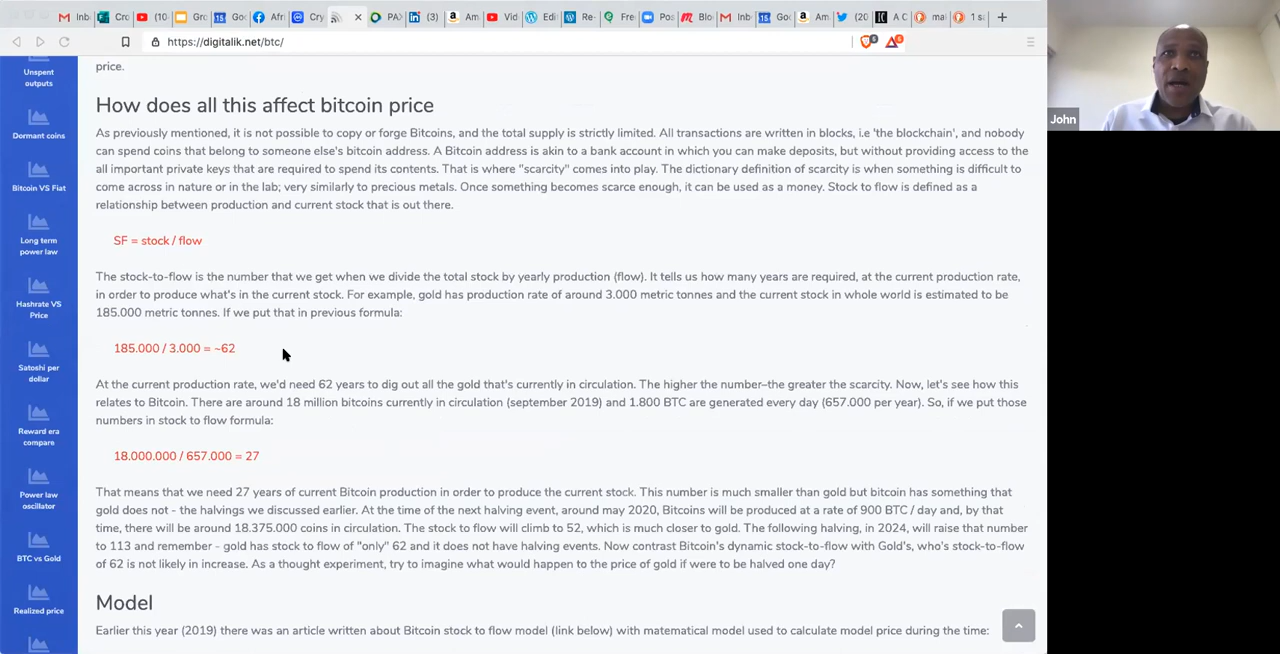 Inb
Cro
(10
Gro
Goo
Afri
Cry
PA
(3)
Am
Vid
Edi
Re-
Fre
Poa
Blo
Inb
Goo
Am
(20
A C
mai
1 s
https://digitalik.net/btc/
John
Unspent
outputs
Dormant coins
Bitcoin VS Fiat
Long term
power law
Hashrate VS
Price
Satoshi per
dollar
Reward era
compare
Power law
oscillator
BTC vs Gold
Realized price
price.
How does all this affect bitcoin price
As previously mentioned, it is not possible to copy or forge Bitcoins, and the total supply is strictly limited. All transactions are written in blocks, i.e 'the blockchain', and nobody
can spend coins that belong to someone else's bitcoin address. A Bitcoin address is akin to a bank account in which you can make deposits, but without providing access to the
all important private keys that are required to spend its contents. That is where "scarcity" comes into play. The dictionary definition of scarcity is when something is difficult to
come across in nature or in the lab; very similarly to precious metals. Once something becomes scarce enough, it can be used as a money. Stock to flow is defined as a
relationship between production and current stock that is out there.
SF = stock / flow
The stock-to-flow is the number that we get when we divide the total stock by yearly production (flow). It tells us how many years are required, at the current production rate,
in order to produce what's in the current stock. For example, gold has production rate of around 3.000 metric tonnes and the current stock in whole world is estimated to be
185.000 metric tonnes. If we put that in previous formula:
185.000 / 3.000 = ~62
At the current production rate, we'd need 62 years to dig out all the gold that's currently in circulation. The higher the number–the greater the scarcity. Now, let's see how this
relates to Bitcoin. There are around 18 million bitcoins currently in circulation (september 2019) and 1.800 BTC are generated every day (657.000 per year). So, if we put those
numbers in stock to flow formula:
18.000.000 / 657.000 = 27
That means that we need 27 years of current Bitcoin production in order to produce the current stock. This number is much smaller than gold but bitcoin has something that
gold does not - the halvings we discussed earlier. At the time of the next halving event, around may 2020, Bitcoins will be produced at a rate of 900 BTC / day and, by that
time, there will be around 18.375.000 coins in circulation. The stock to flow will climb to 52, which is much closer to gold. The following halving, in 2024, will raise that number
to 113 and remember - gold has stock to flow of "only" 62 and it does not have halving events. Now contrast Bitcoin's dynamic stock-to-flow with Gold's, who's stock-to-flow
of 62 is not likely in increase. As a thought experiment, try to imagine what would happen to the price of gold if were to be halved one day?
Model
Earlier this year (2019) there was an article written about Bitcoin stock to flow model (link below) with matematical model used to calculate model price during the time: